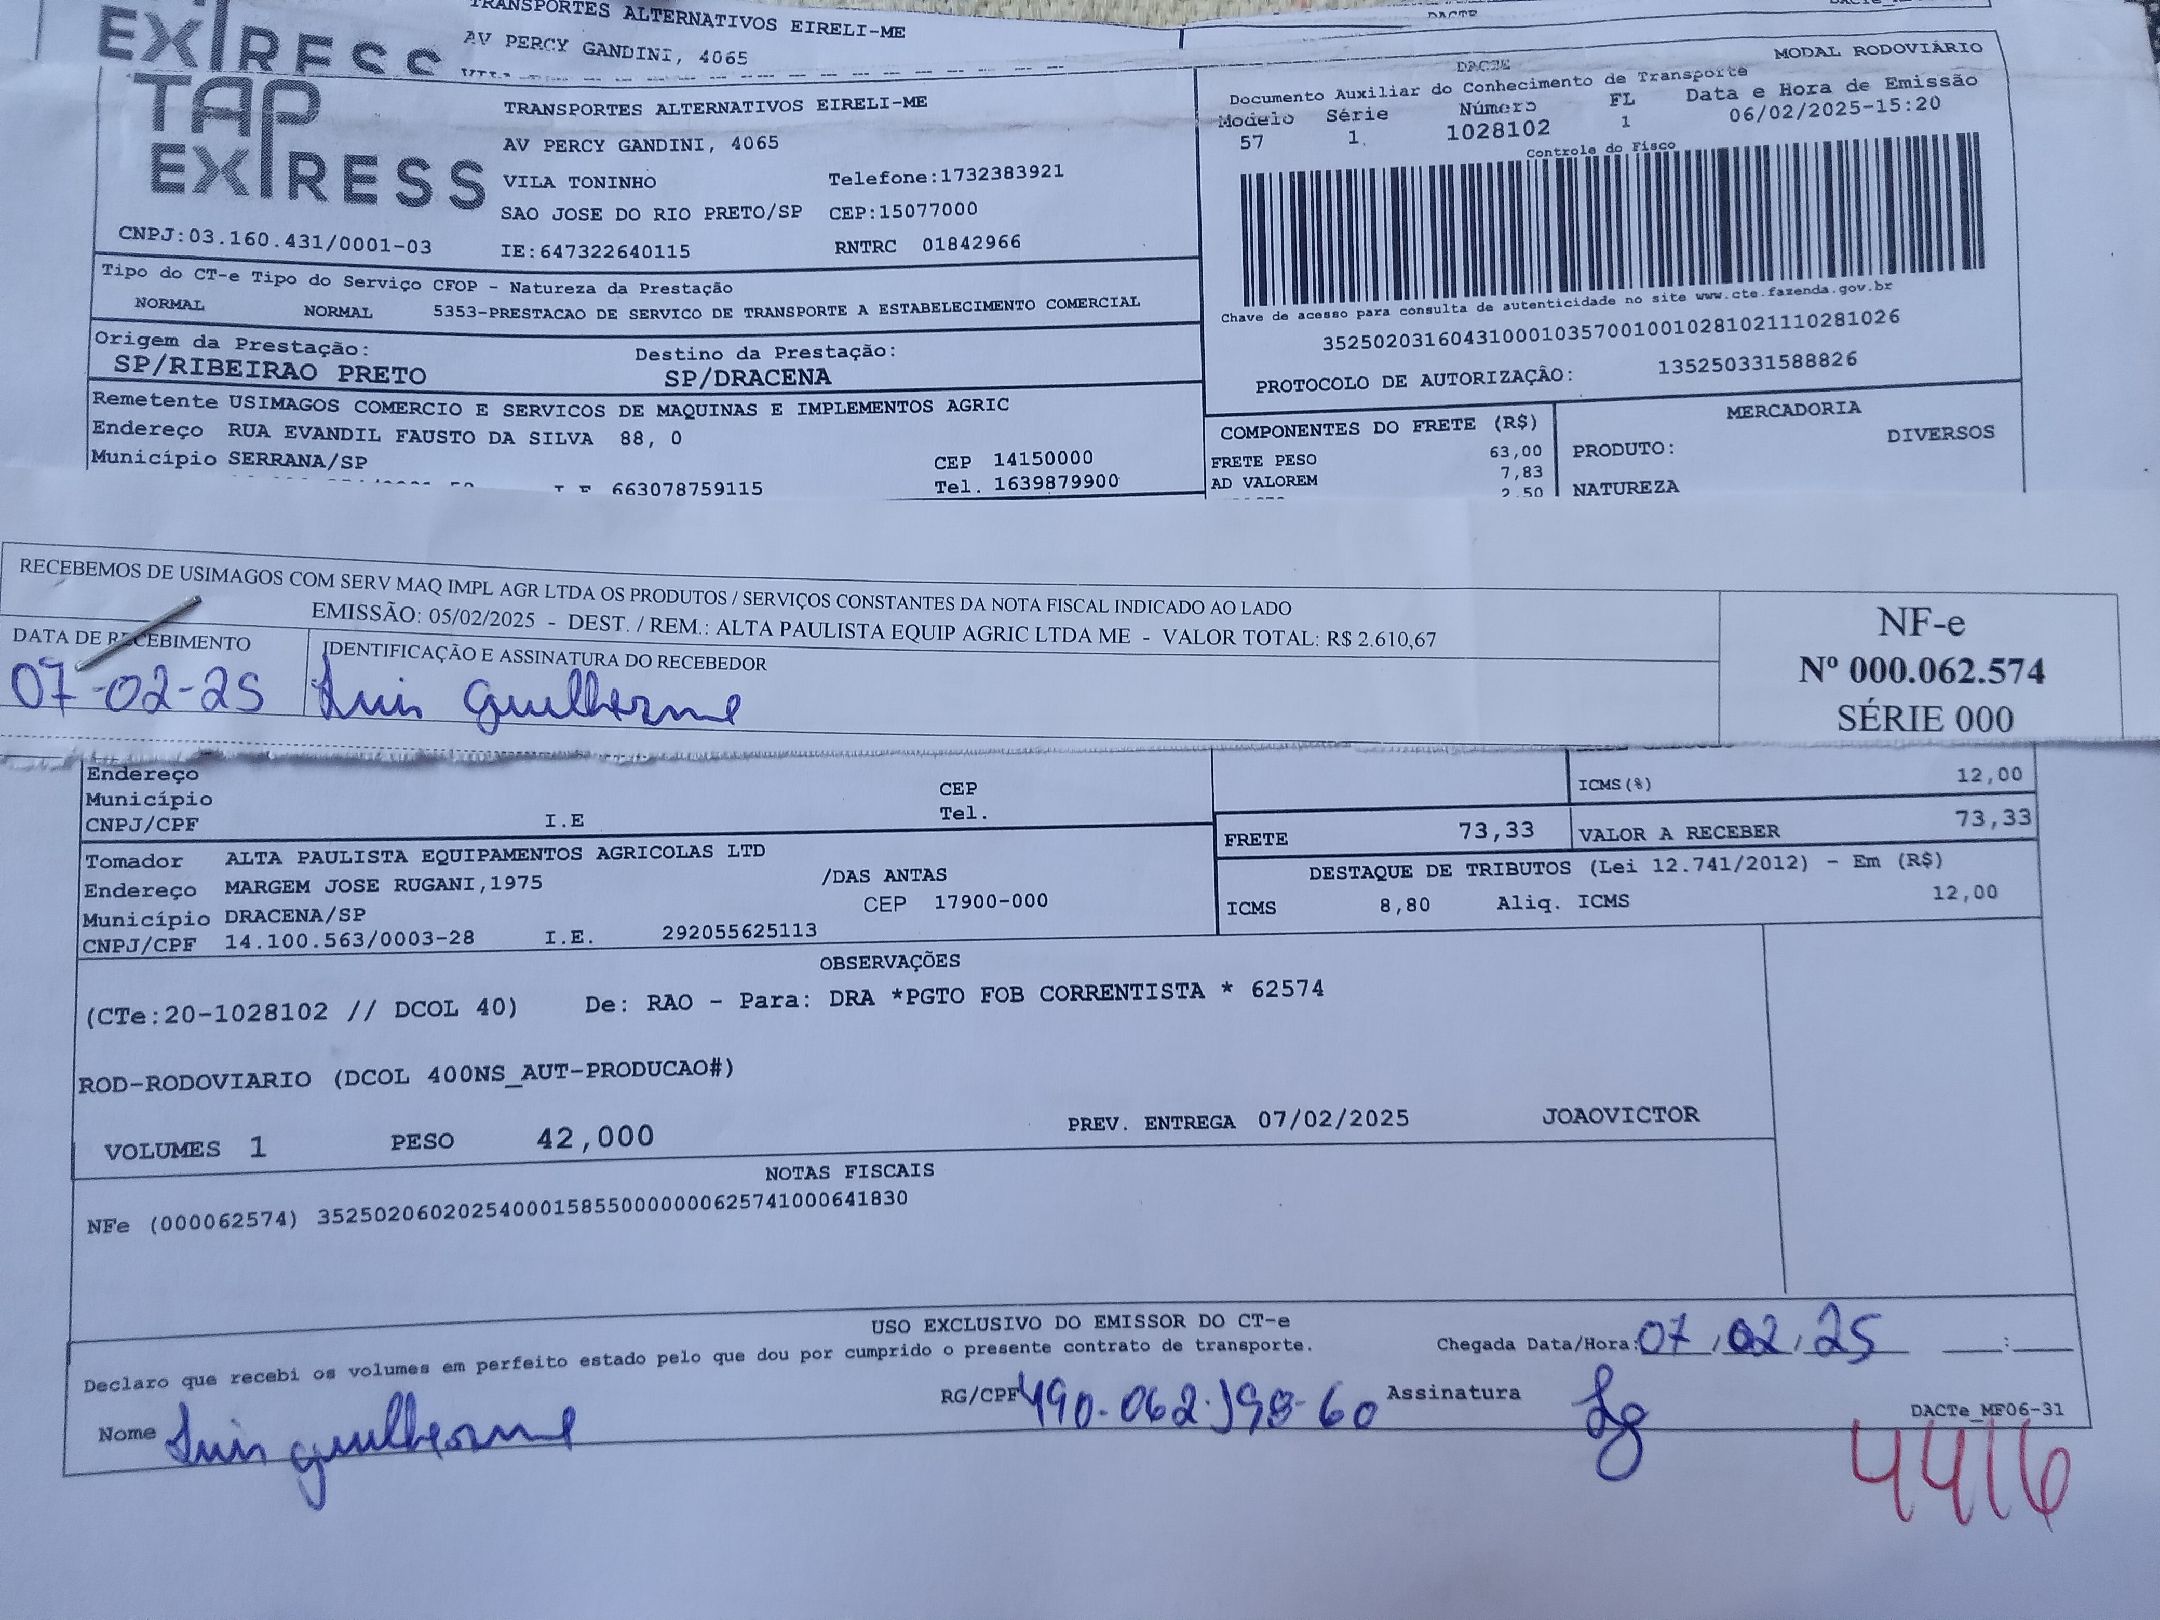 EXPRESS
TRANSPORTES ALTERNATIVOS EIRELI-ME
AV PERCY GANDINI, 4065
DACTE
TAP
EXPRESS
TRANSPORTES ALTERNATIVOS EIRELI-ME
AV PERCY GANDINI, 4065
VILA TONINHO Telefone:1732383921
SAO JOSE DO RIO PRETO/SP CEP:15077000
CNPJ:03.160.431/0001-03 IE:647322640115 RNTRC 01842966
DACTE MODAL RODOVIÁRIO
Documento Auxiliar do Conhecimento de Transporte
Modelo Série Número FL Data e Hora de Emissão
57 1. 1028102 1 06/02/2025-15:20
Controle do Fisco
Chave de acesso para consulta de autenticidade no site www.cte.fazenda.gov.br
35250203160431000103570010010281021110281026
PROTOCOLO DE AUTORIZAÇÃO: 135250331588826
Tipo do CT-e Tipo do Serviço CFOP - Natureza da Prestação
NORMAL NORMAL 5353-PRESTACAO DE SERVICO DE TRANSPORTE A ESTABELECIMENTO COMERCIAL
Origem da Prestação: Destino da Prestação:
SP/RIBEIRAO PRETO SP/DRACENA
Remetente USIMAGOS COMERCIO E SERVICOS DE MAQUINAS E IMPLEMENTOS AGRIC
Endereço RUA EVANDIL FAUSTO DA SILVA 88, 0
Município SERRANA/SP CEP 14150000
663078759115 Tel. 1639879900
COMPONENTES DO FRETE (R$) MERCADORIA
FRETE PESO 63,00 PRODUTO: DIVERSOS
AD VALOREM 7,83
2,50 NATUREZA
RECEBEMOS DE USIMAGOS COM SERV MAQ IMPL AGR LTDA OS PRODUTOS / SERVIÇOS CONSTANTES DA NOTA FISCAL INDICADO AO LADO
EMISSÃO: 05/02/2025 - DEST. / REM.: ALTA PAULISTA EQUIP AGRIC LTDA ME - VALOR TOTAL: R$ 2.610,67
DATA DE RECEBIMENTO IDENTIFICAÇÃO E ASSINATURA DO RECEBEDOR
07-02-25 Luis Guilherme
NF-e
Nº 000.062.574
SÉRIE 000
Endereço
Município CEP
CNPJ/CPF I.E Tel.
ICMS(%) 12,00
FRETE 73,33 VALOR A RECEBER 73,33
Tomador ALTA PAULISTA EQUIPAMENTOS AGRICOLAS LTD
Endereço MARGEM JOSE RUGANI,1975 /DAS ANTAS
Município DRACENA/SP CEP 17900-000
CNPJ/CPF 14.100.563/0003-28 I.E. 292055625113
DESTAQUE DE TRIBUTOS (Lei 12.741/2012) - Em (R$)
ICMS 8,80 Aliq. ICMS 12,00
OBSERVAÇÕES
(CTe:20-1028102 // DCOL 40) De: RAO - Para: DRA *PGTO FOB CORRENTISTA * 62574
ROD-RODOVIARIO (DCOL 400NS_AUT-PRODUCAO#)
VOLUMES 1 PESO 42,000 PREV. ENTREGA 07/02/2025 JOAOVICTOR
NOTAS FISCAIS
NFe (000062574) 35250206020254000158550000000625741000641830
USO EXCLUSIVO DO EMISSOR DO CT-e
Declaro que recebi os volumes em perfeito estado pelo que dou por cumprido o presente contrato de transporte. Chegada Data/Hora: 07/02/25 :
Nome Luis Guilherme RG/CPF 490.062.198-60 Assinatura Lg
DACTe_MF06-31
4416